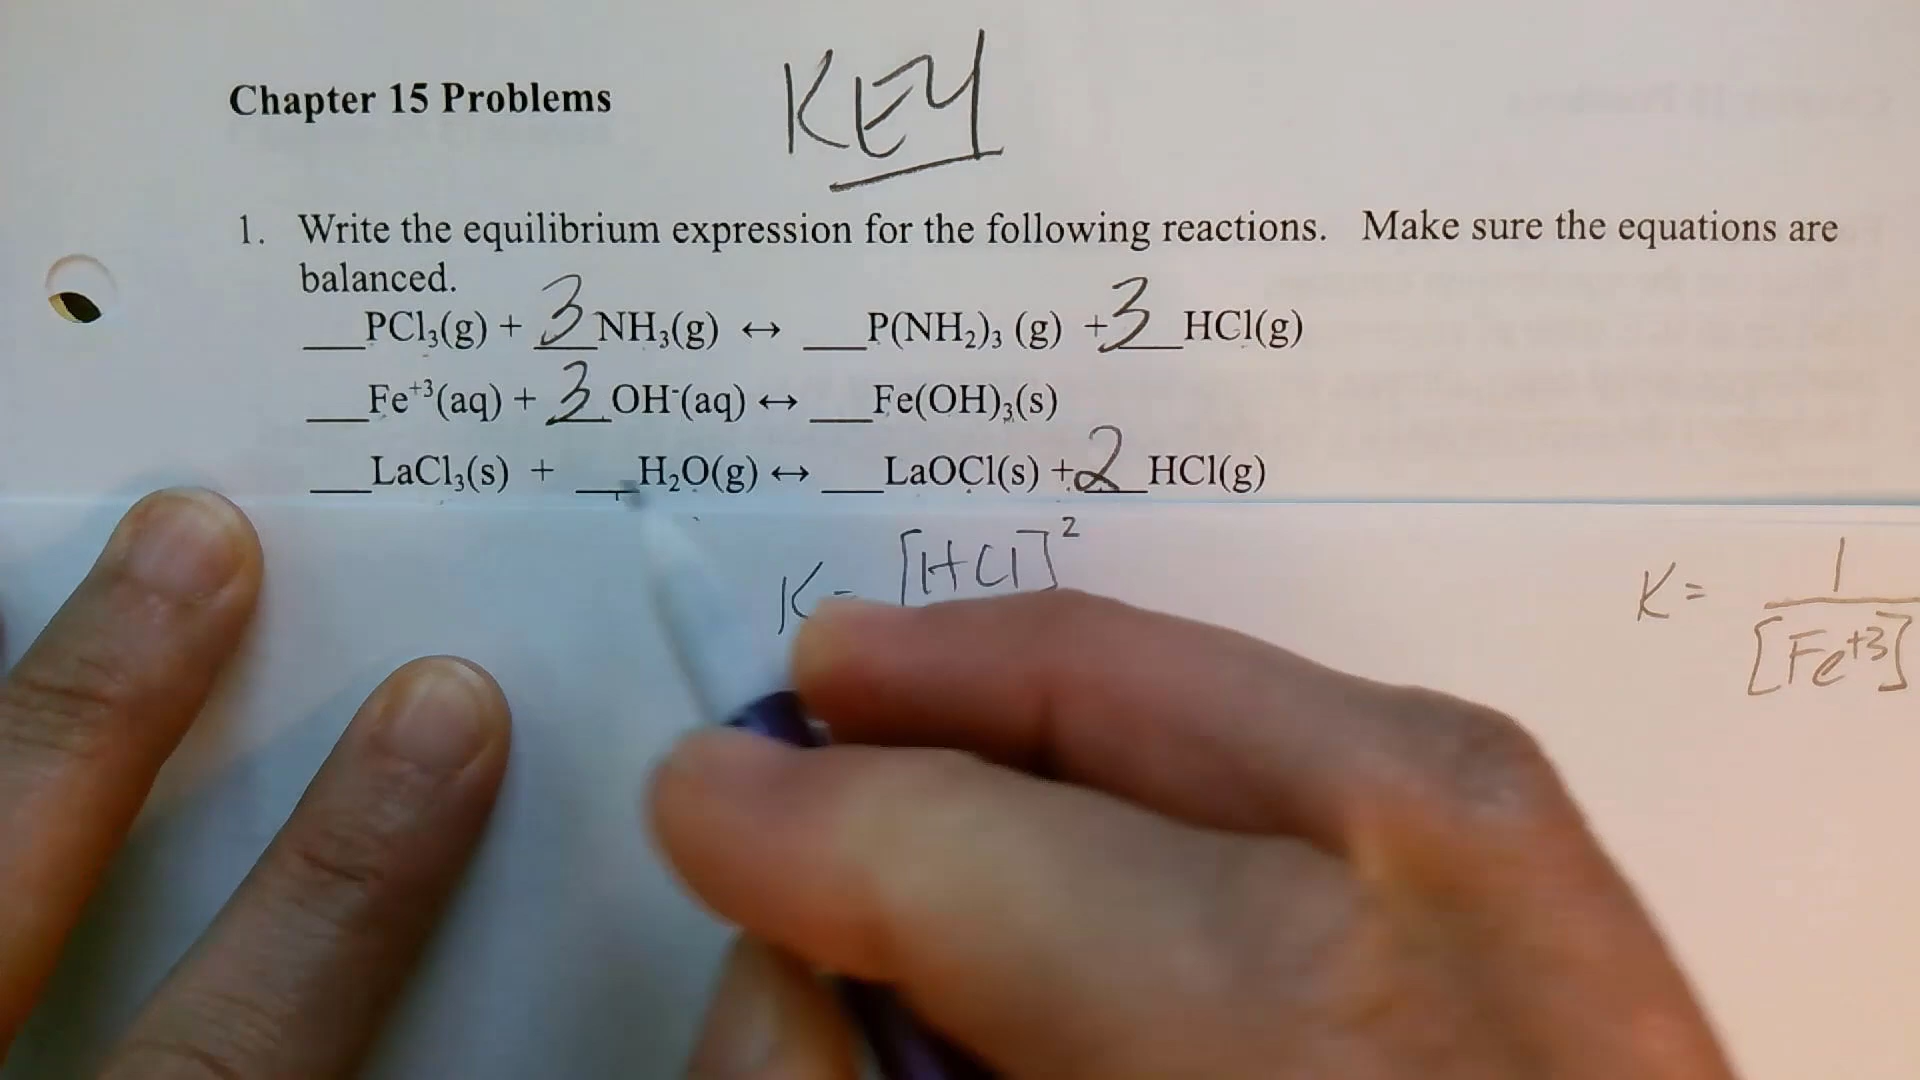 Chapter 15 Problems
KEY
1. Write the equilibrium expression for the following reactions. Make sure the equations are
balanced.
___PCl₃(g) + 3 NH₃(g) ↔ ___P(NH₂)₃ (g) + 3 HCl(g)
___Fe⁺³(aq) + 3 OH⁻(aq) ↔ ___Fe(OH)₃(s)
___LaCl₃(s) + ___H₂O(g) ↔ ___LaOCl(s) + 2 HCl(g)
K = [HCl]²
K = 1
[Fe⁺³]